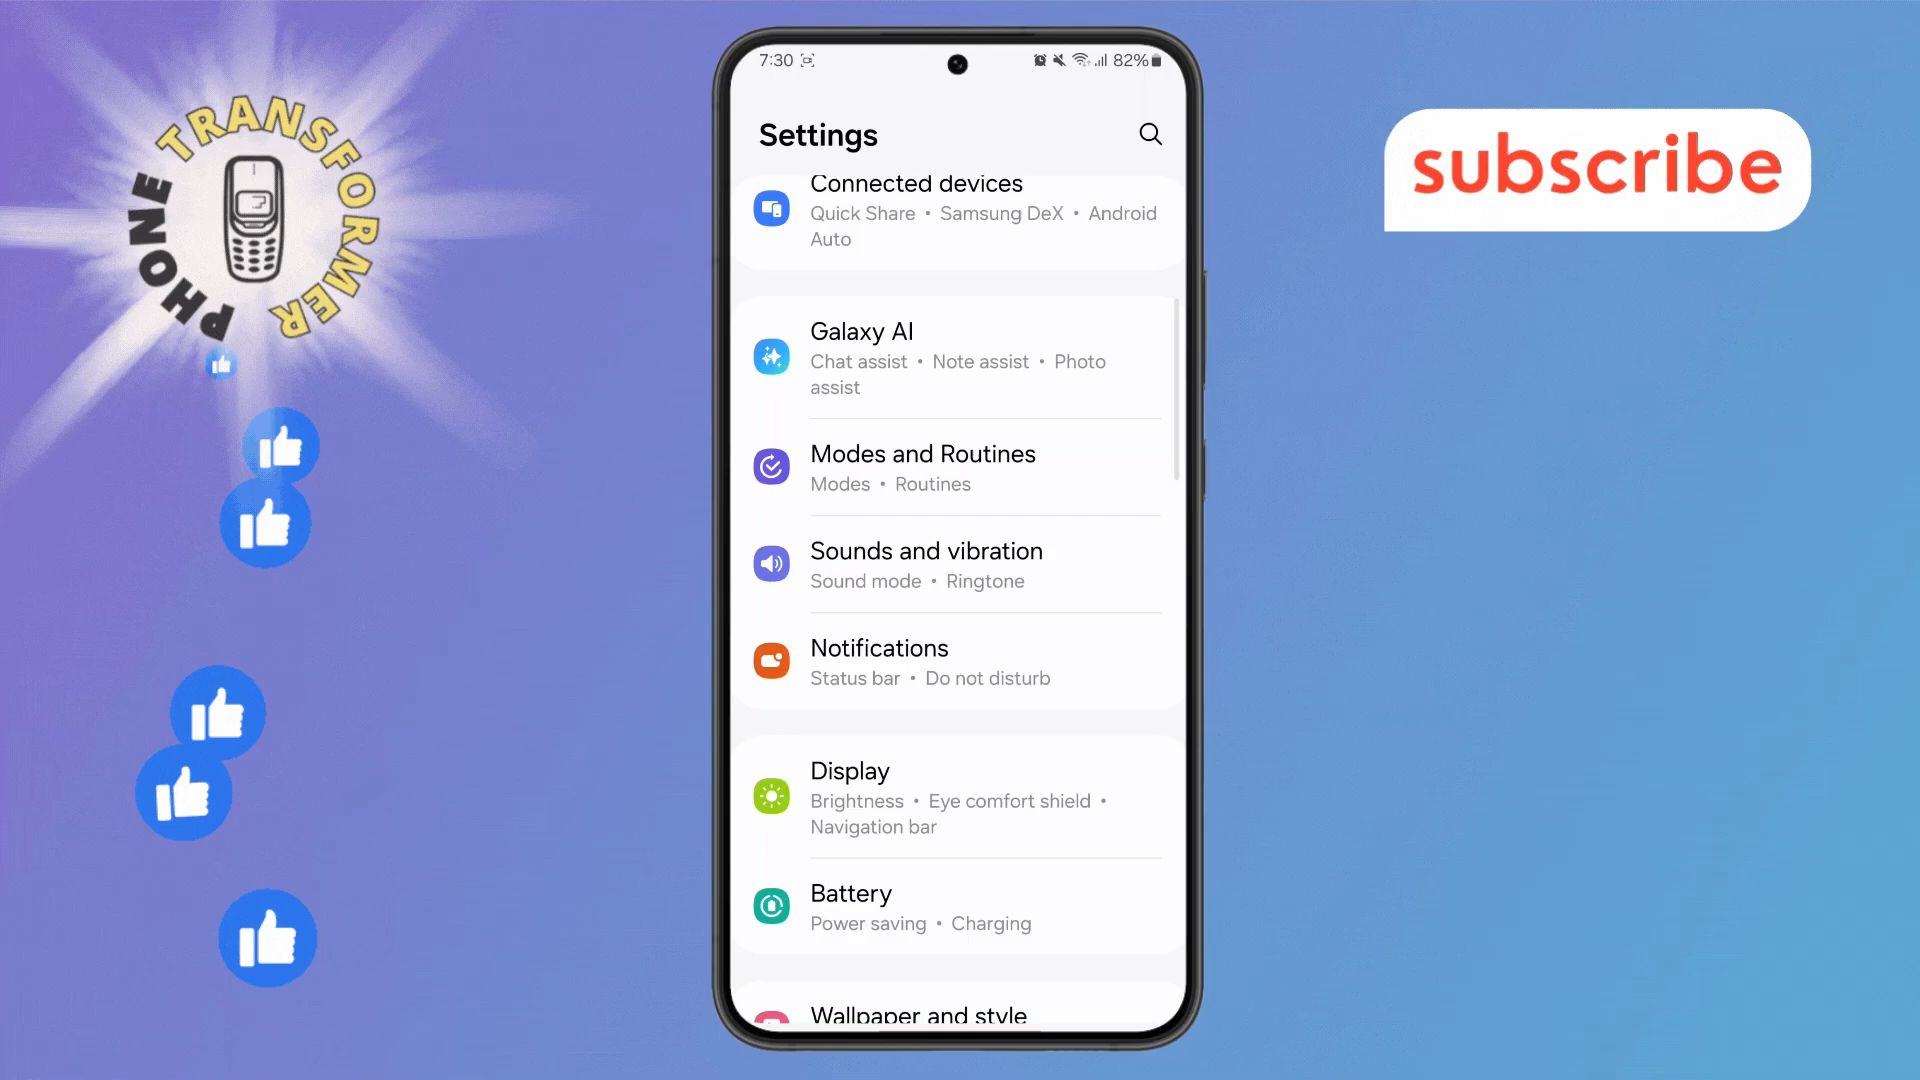 PHONE TRANSFORMER
subscribe
7:30
82%
Settings
Connected devices
Quick Share • Samsung DeX • Android
Auto
Galaxy AI
Chat assist • Note assist • Photo
assist
Modes and Routines
Modes • Routines
Sounds and vibration
Sound mode • Ringtone
Notifications
Status bar • Do not disturb
Display
Brightness • Eye comfort shield •
Navigation bar
Battery
Power saving • Charging
Wallpaper and style